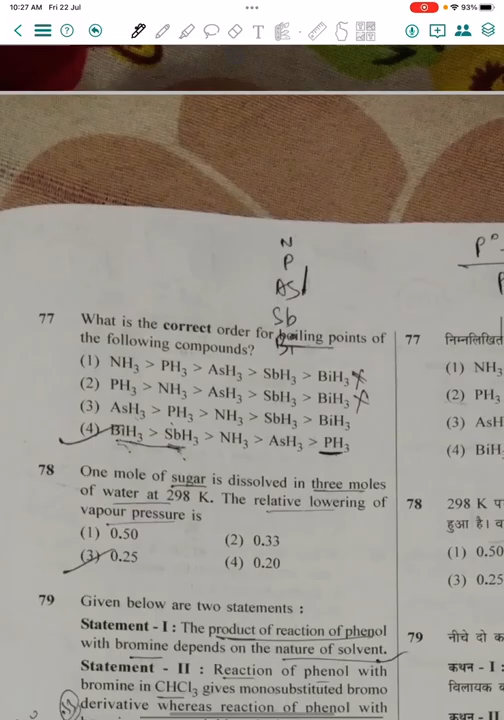 10:27 AM Fri 22 Jul
93%
N
P
As
Sb
Bi
P°
77 What is the correct order for boiling points of the following compounds?
(1) NH₃ > PH₃ > AsH₃ > SbH₃ > BiH₃
(2) PH₃ > NH₃ > AsH₃ > SbH₃ > BiH₃
(3) AsH₃ > PH₃ > NH₃ > SbH₃ > BiH₃
(4) BiH₃ > SbH₃ > NH₃ > AsH₃ > PH₃
78 One mole of sugar is dissolved in three moles of water at 298 K. The relative lowering of vapour pressure is
(1) 0.50
(2) 0.33
(3) 0.25
(4) 0.20
79 Given below are two statements :
Statement - I : The product of reaction of phenol with bromine depends on the nature of solvent.
Statement - II : Reaction of phenol with bromine in CHCl₃ gives monosubstituted bromo derivative whereas reaction of phenol with
77 निम्नलिखित
(1) NH₃
(2) PH₃
(3) AsH
(4) BiH
78 298 K प
हुआ है। व
(1) 0.50
(3) 0.25
79 नीचे दो क
कथन - I :
विलायक व
कथन - II